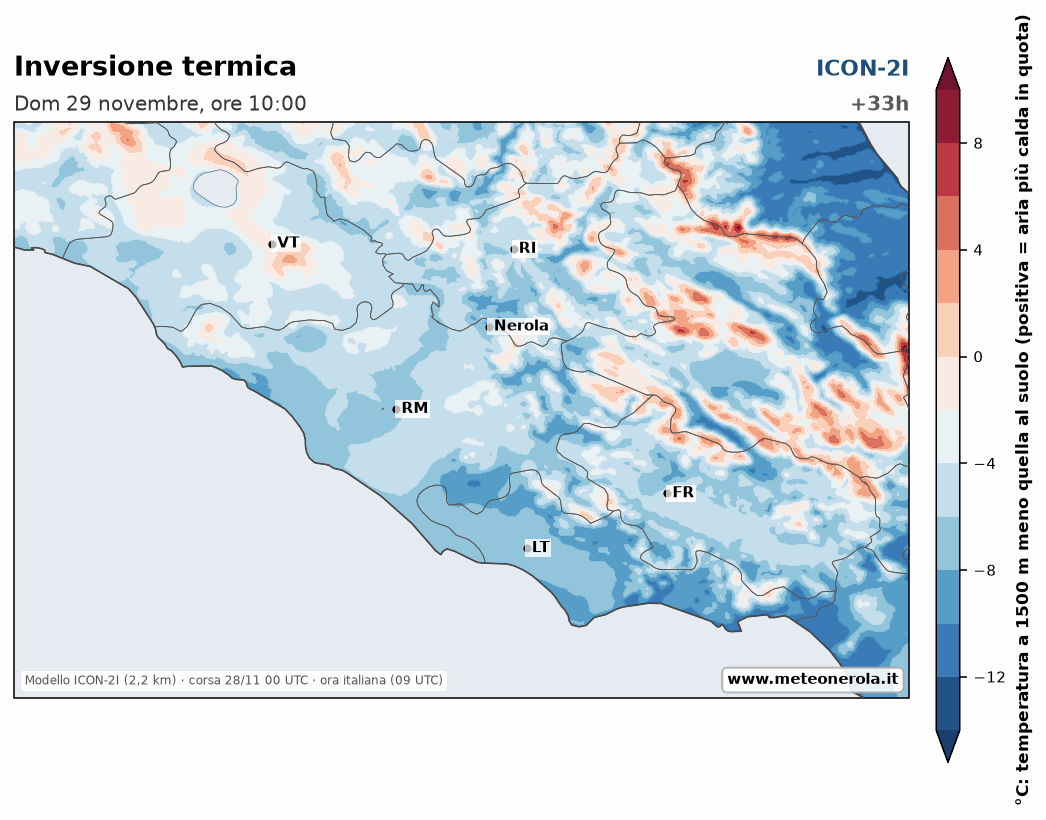 Inversione termica
ICON-2I
Dom 29 novembre, ore 10:00
+33h
VT
RI
Nerola
RM
FR
LT
Modello ICON-2I (2,2 km) · corsa 28/11 00 UTC · ora italiana (09 UTC)
www.meteonerola.it
8
4
0
−4
−8
−12
°C: temperatura a 1500 m meno quella al suolo (positiva = aria più calda in quota)